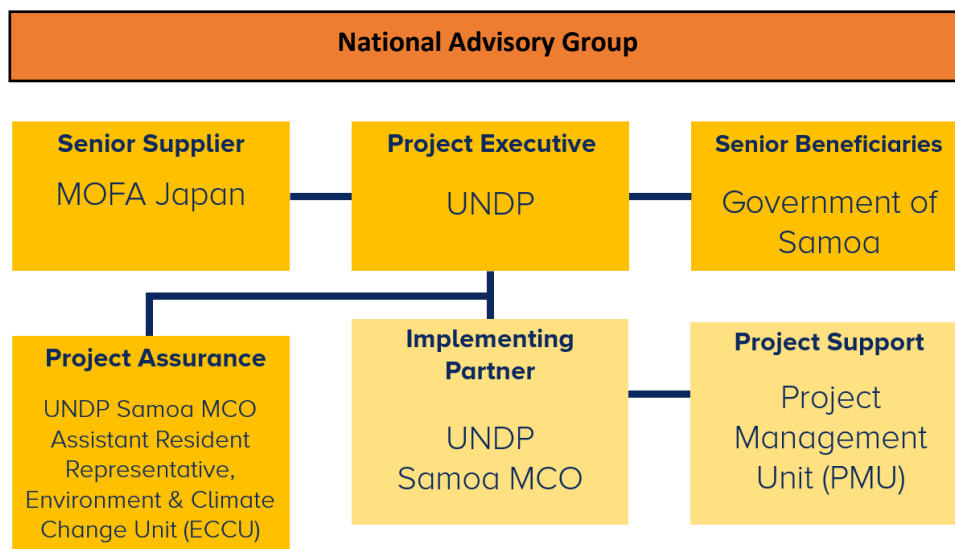 National Advisory Group
Senior Supplier
MOFA Japan
Project Executive
UNDP
Senior Beneficiaries
Government of
Samoa
Project Assurance
UNDP Samoa MCO
Assistant Resident
Representative,
Environment & Climate
Change Unit (ECCU)
Implementing
Partner
UNDP
Samoa MCO
Project Support
Project
Management
Unit (PMU)